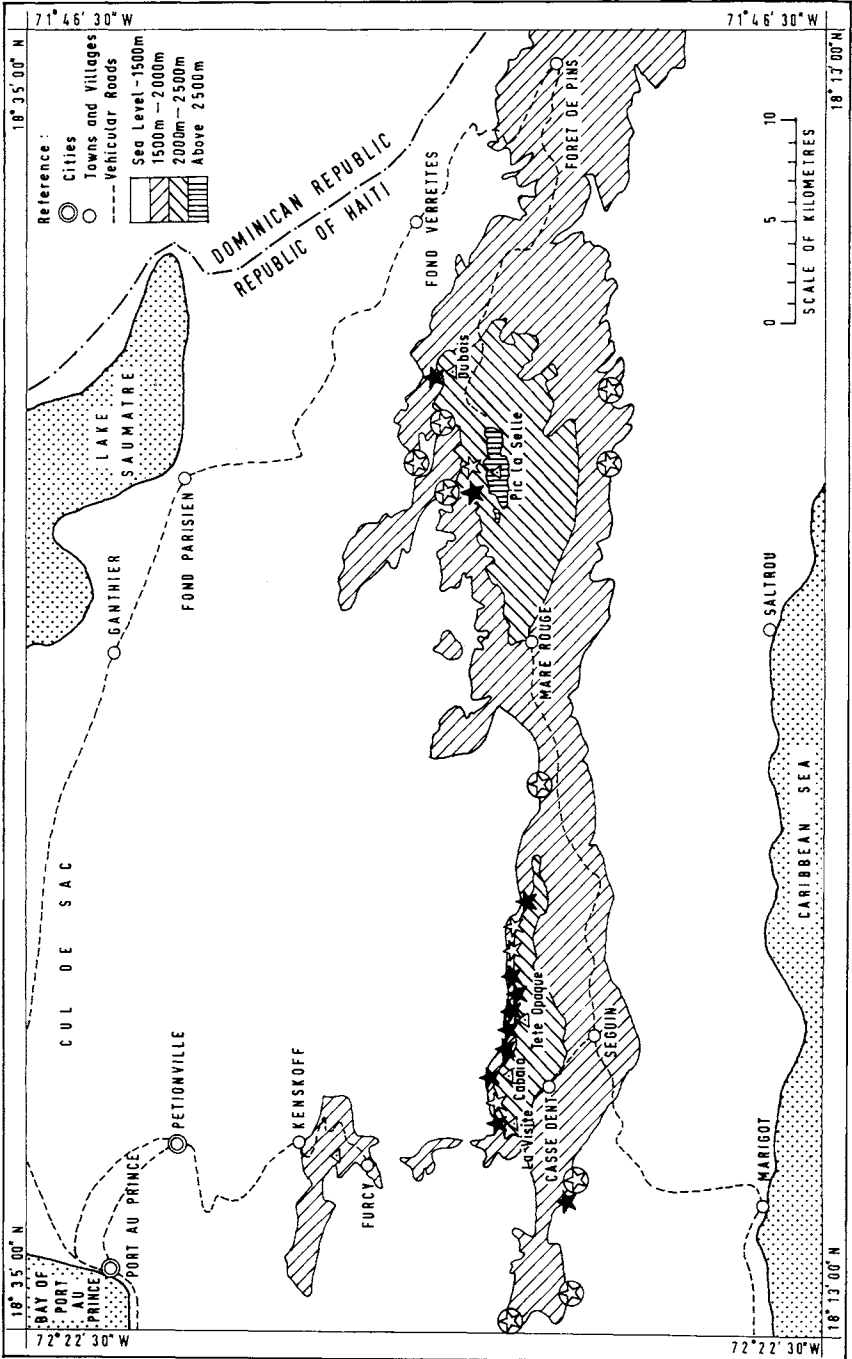 71° 46′ 30″ W
71° 46′ 30″ W
18° 35′ 00″ N
18° 13′ 00″ N
Reference :
Cities
Towns and Villages
Vehicular Roads
Sea Level - 1500m
1500m — 2000m
2000m — 2500m
Above 2500m
DOMINICAN REPUBLIC
REPUBLIC OF HAITI
LAKE
SAUMATRE
FOND VERRETTES
FORET DE PINS
10
5
0
SCALE OF KILOMETRES
Dubois
Pic La Selle
FOND PARISIEN
GANTHIER
MARE ROUGE
SALTROU
CUL DE SAC
CARIBBEAN SEA
PETIONVILLE
KENSKOFF
FURCY
Tete Opaque
Cabaio
La Visite
CASSE DENT
SEGUIN
MARIGOT
PORT AU PRINCE
BAY OF
PORT
AU
PRINCE
18° 35′ 00″ N
18° 13′ 00″ N
72° 22′ 30″ W
72° 22′ 30″ W